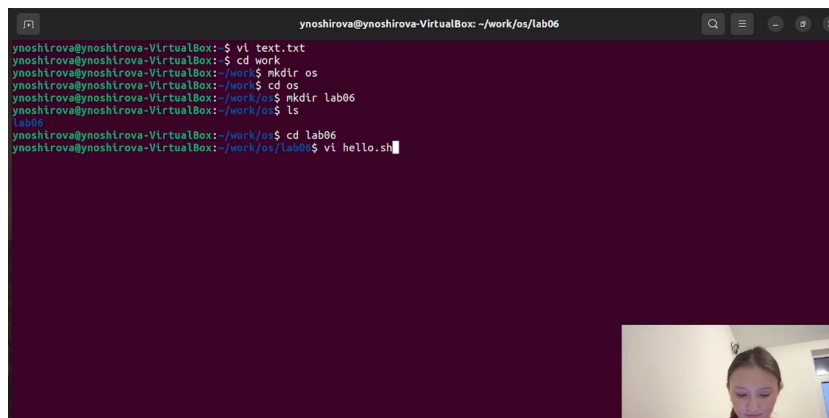 ynoshirova@ynoshirova-VirtualBox: ~/work/os/lab06
ynoshirova@ynoshirova-VirtualBox:~$ vi text.txt
ynoshirova@ynoshirova-VirtualBox:~$ cd work
ynoshirova@ynoshirova-VirtualBox:~/work$ mkdir os
ynoshirova@ynoshirova-VirtualBox:~/work$ cd os
ynoshirova@ynoshirova-VirtualBox:~/work/os$ mkdir lab06
ynoshirova@ynoshirova-VirtualBox:~/work/os$ ls
lab06
ynoshirova@ynoshirova-VirtualBox:~/work/os$ cd lab06
ynoshirova@ynoshirova-VirtualBox:~/work/os/lab06$ vi hello.sh